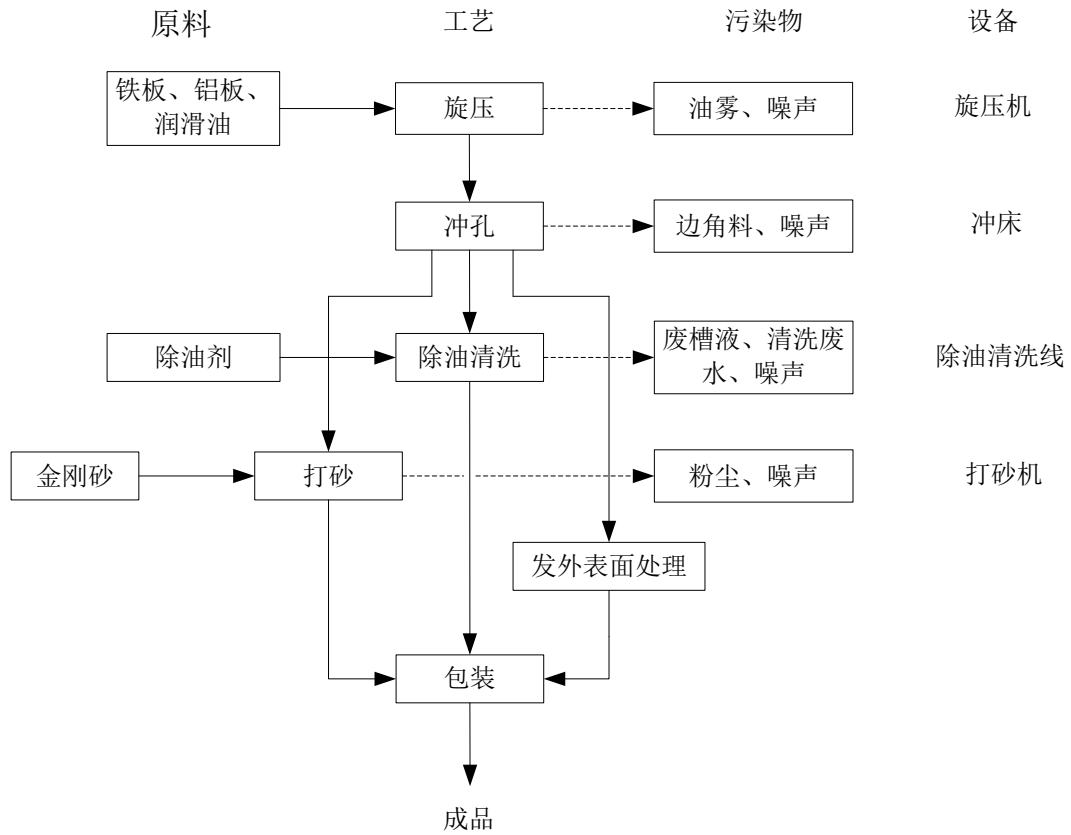 原料
工艺
污染物
设备
铁板、铝板、
润滑油
旋压
油雾、噪声
旋压机
冲孔
边角料、噪声
冲床
除油剂
除油清洗
废槽液、清洗废
水、噪声
除油清洗线
金刚砂
打砂
粉尘、噪声
打砂机
发外表面处理
包装
成品